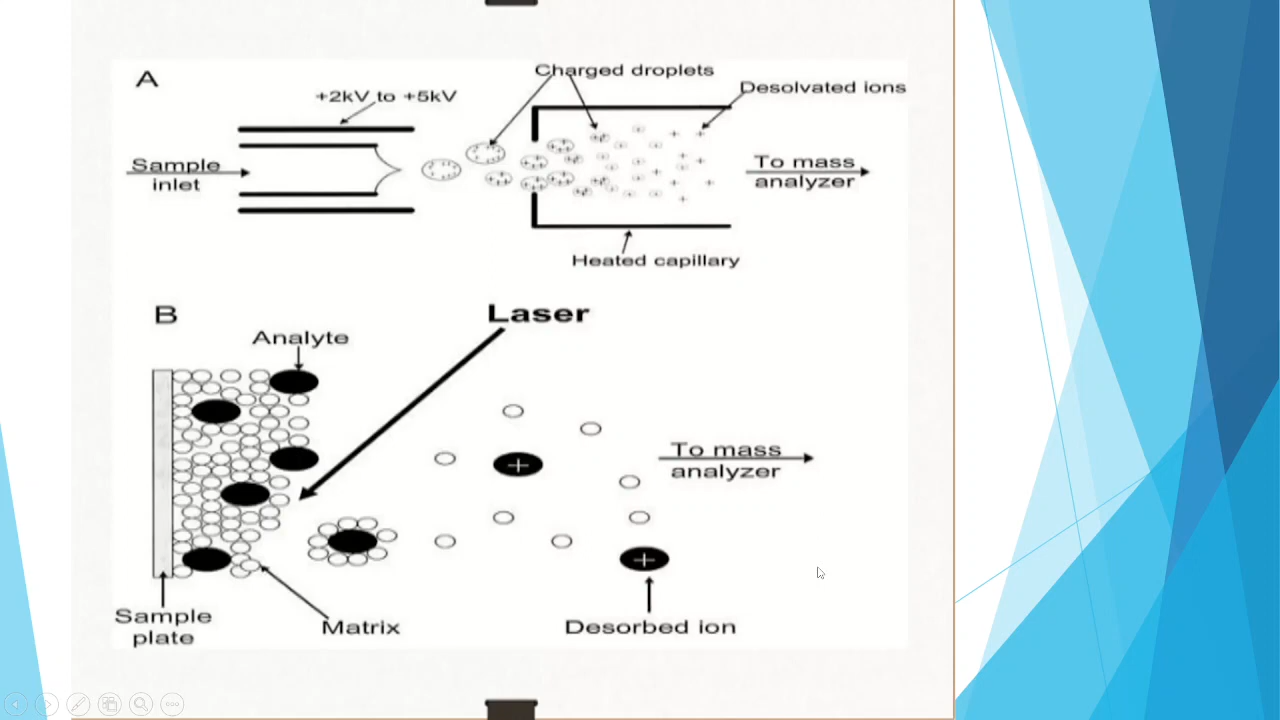 A
Charged droplets
Desolvated ions
+2kV to +5kV
Sample
inlet
To mass
analyzer
Heated capillary
B
Laser
Analyte
To mass
analyzer
Sample
plate
Matrix
Desorbed ion